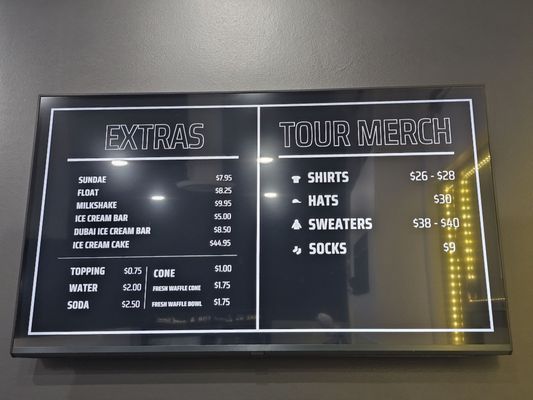 EXTRAS
SUNDAE $7.95
FLOAT $8.25
MILKSHAKE $9.95
ICE CREAM BAR $5.00
DUBAI ICE CREAM BAR $8.50
ICE CREAM CAKE $44.95
TOPPING $0.75
WATER $2.00
SODA $2.50
CONE $1.00
FRESH WAFFLE CONE $1.75
FRESH WAFFLE BOWL $1.75
TOUR MERCH
SHIRTS $26 - $28
HATS $30
SWEATERS $38 - $40
SOCKS $9